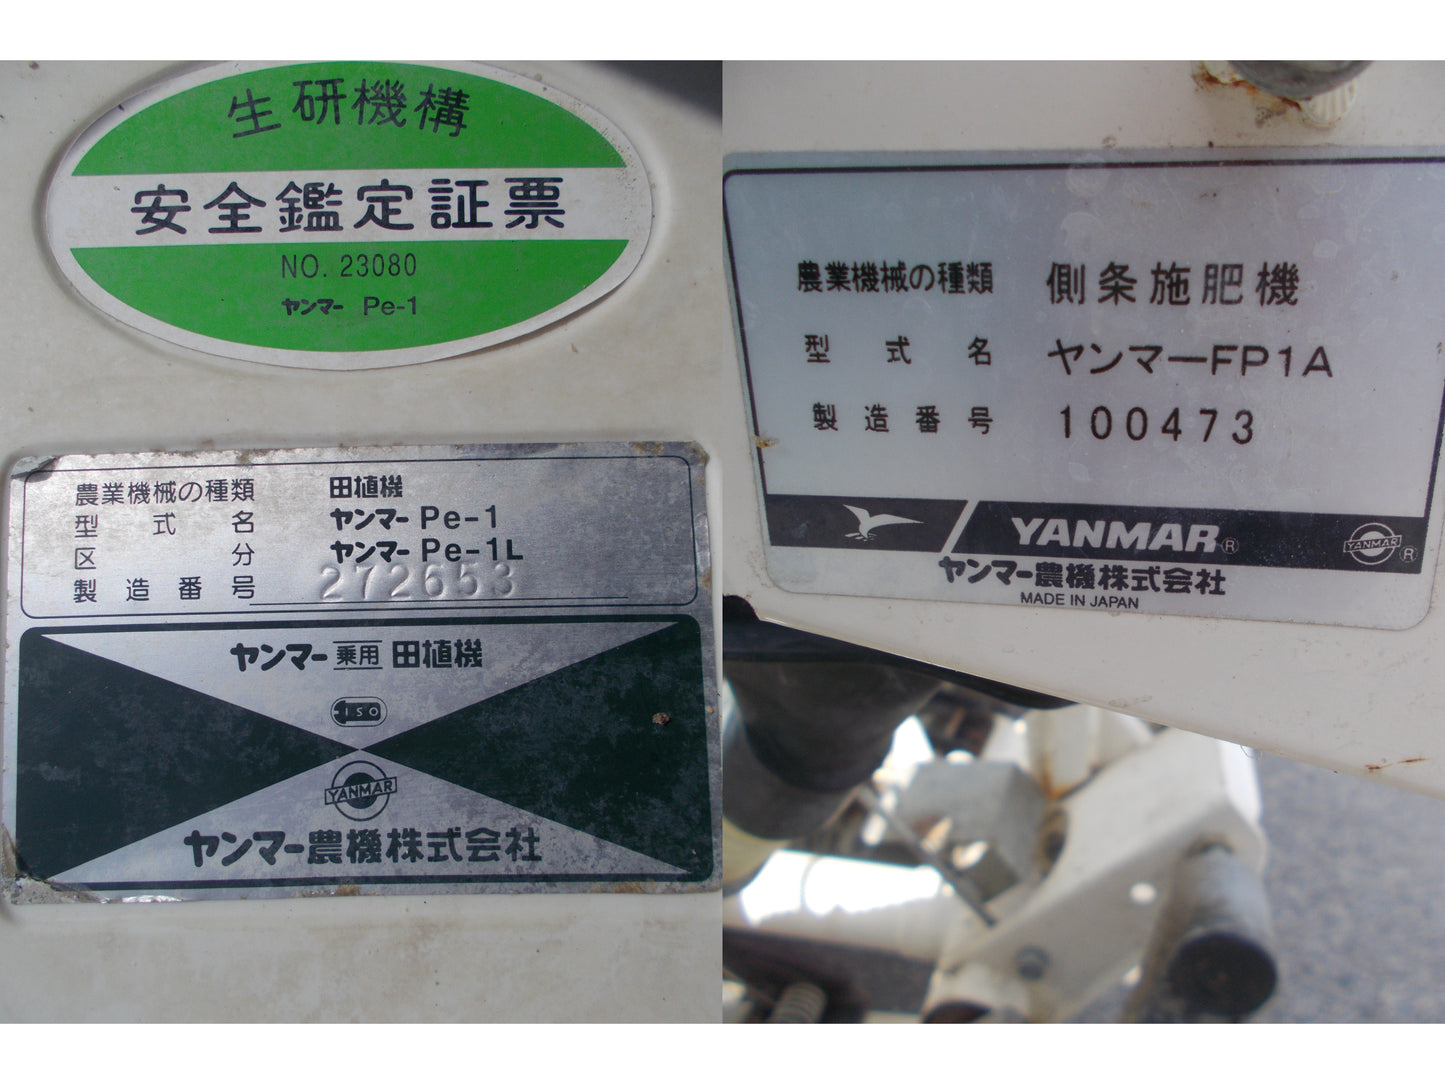 生研機構
安全鑑定証票
NO. 23080
ヤンマー Pe-1
農業機械の種類 田植機
型式名 ヤンマー Pe-1
区分 ヤンマー Pe-1L
製造番号 272653
ヤンマー乗用田植機
ISO
YANMAR
ヤンマー農機株式会社
農業機械の種類 側条施肥機
型式名 ヤンマーFP1A
製造番号 100473
YANMAR® YANMAR®
ヤンマー農機株式会社
MADE IN JAPAN